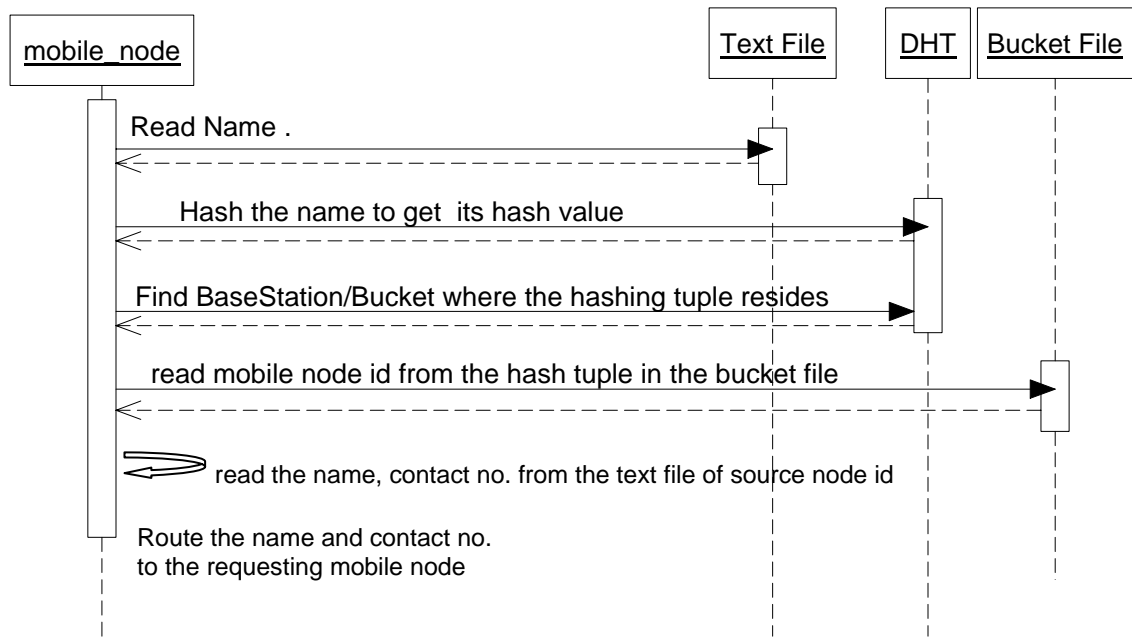 mobile_node
Text File
DHT
Bucket File
Read Name .
Hash the name to get its hash value
Find BaseStation/Bucket where the hashing tuple resides
read mobile node id from the hash tuple in the bucket file
read the name, contact no. from the text file of source node id
Route the name and contact no.
to the requesting mobile node